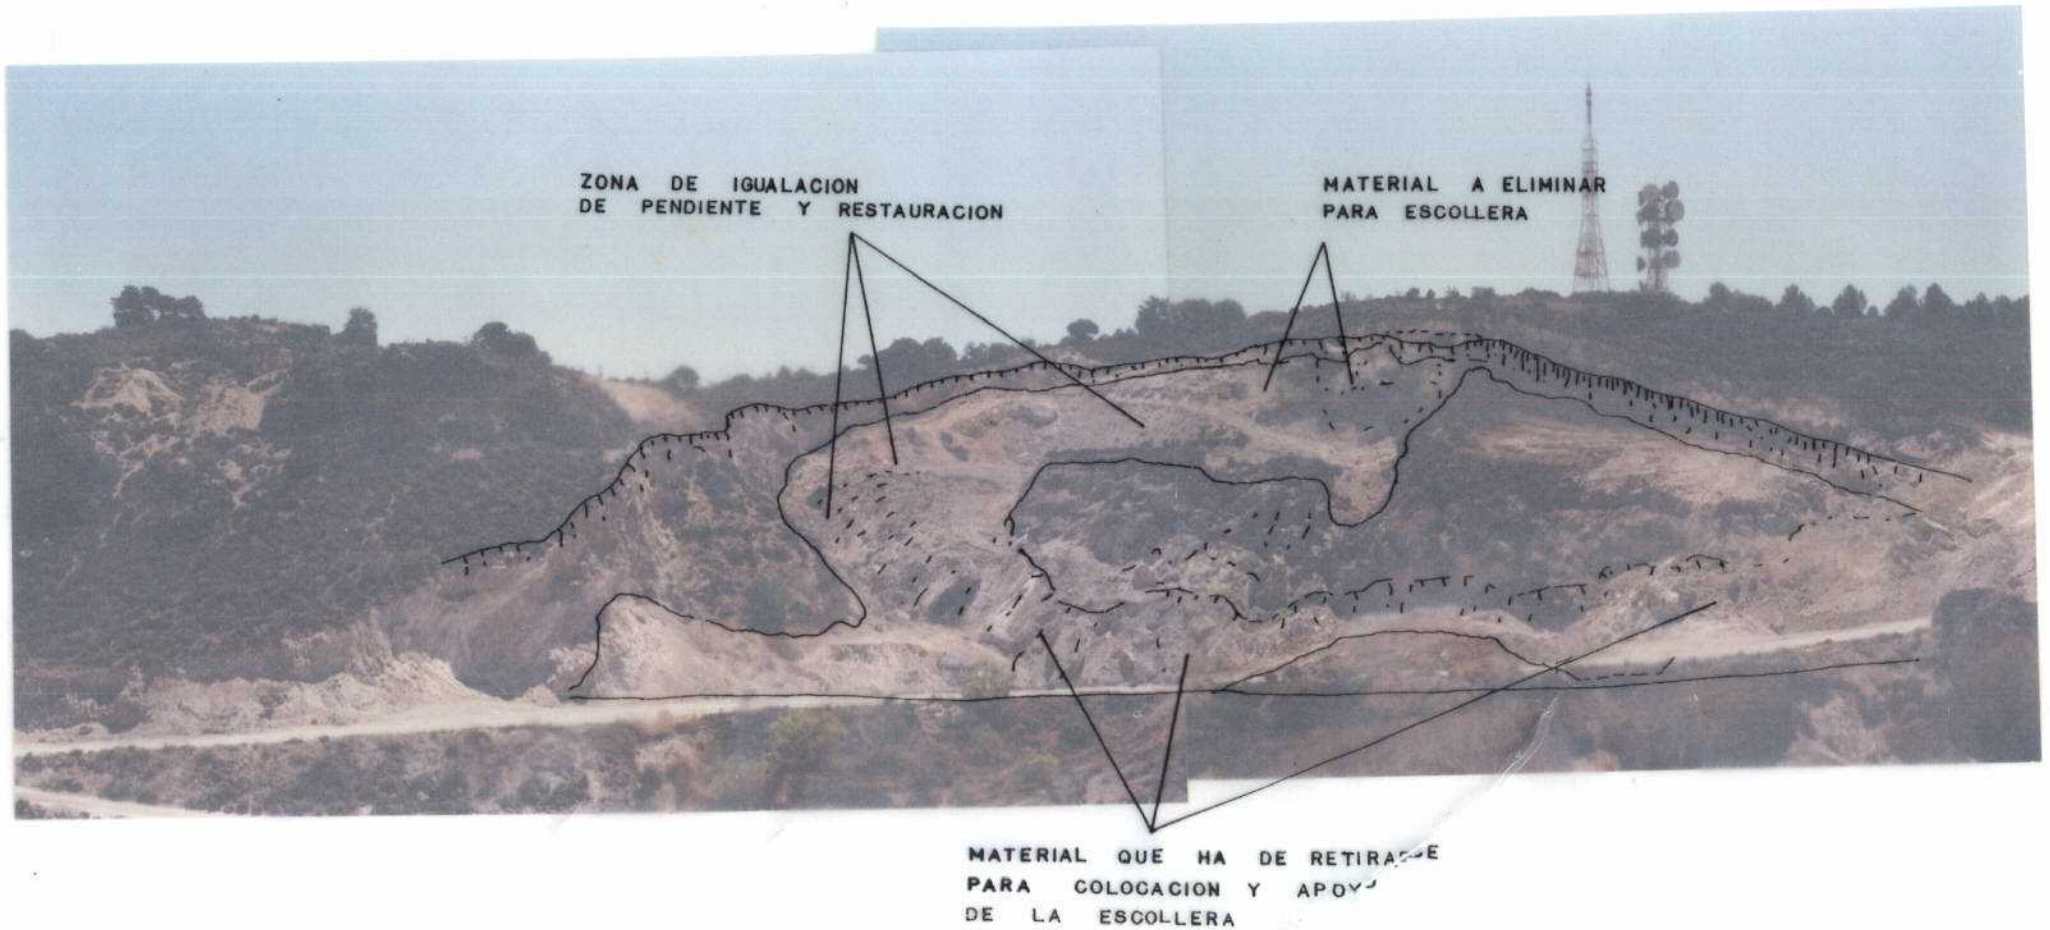 ZONA DE IGUALACION
DE PENDIENTE Y RESTAURACION
MATERIAL A ELIMINAR
PARA ESCOLLERA
MATERIAL QUE HA DE
PARA COLOCACION Y
DE LA ESCOLLERA